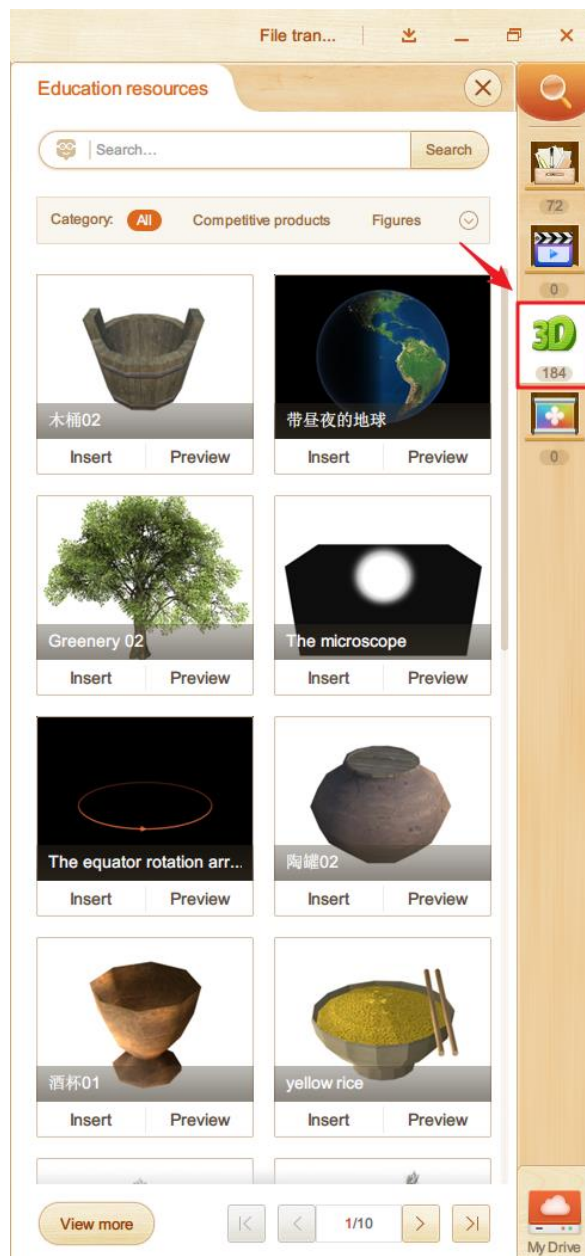 File tran...
Education resources
Search...
Search
Category:
All
Competitive products
Figures
72
0
3D
184
0
木桶02
带昼夜的地球
Insert
Preview
Insert
Preview
Greenery 02
The microscope
Insert
Preview
Insert
Preview
The equator rotation arr...
陶罐02
Insert
Preview
Insert
Preview
酒杯01
yellow rice
Insert
Preview
Insert
Preview
View more
1/10
My Drive